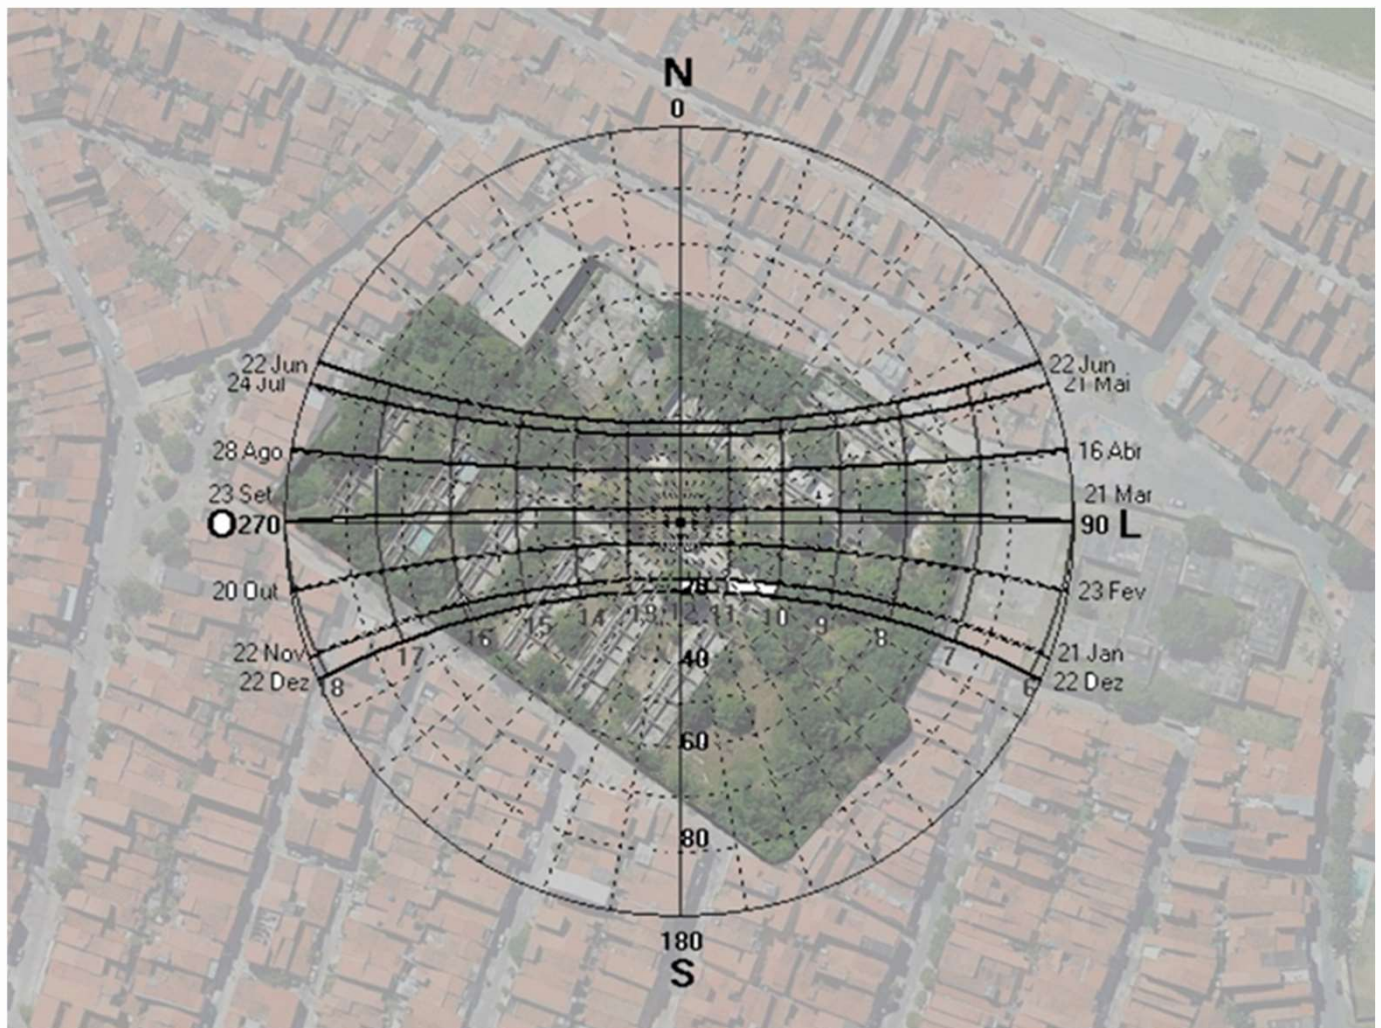 N
0
22 Jun 22 Jun
24 Jul 21 Mai
28 Ago 16 Abr
23 Set 21 Mar
O 270 90 L
20 Out 23 Fev
20
14 13 12 11 10
16 15 9 8
22 Nov 17 40 7 21 Jan
22 Dez 18 6 22 Dez
60
80
180
S